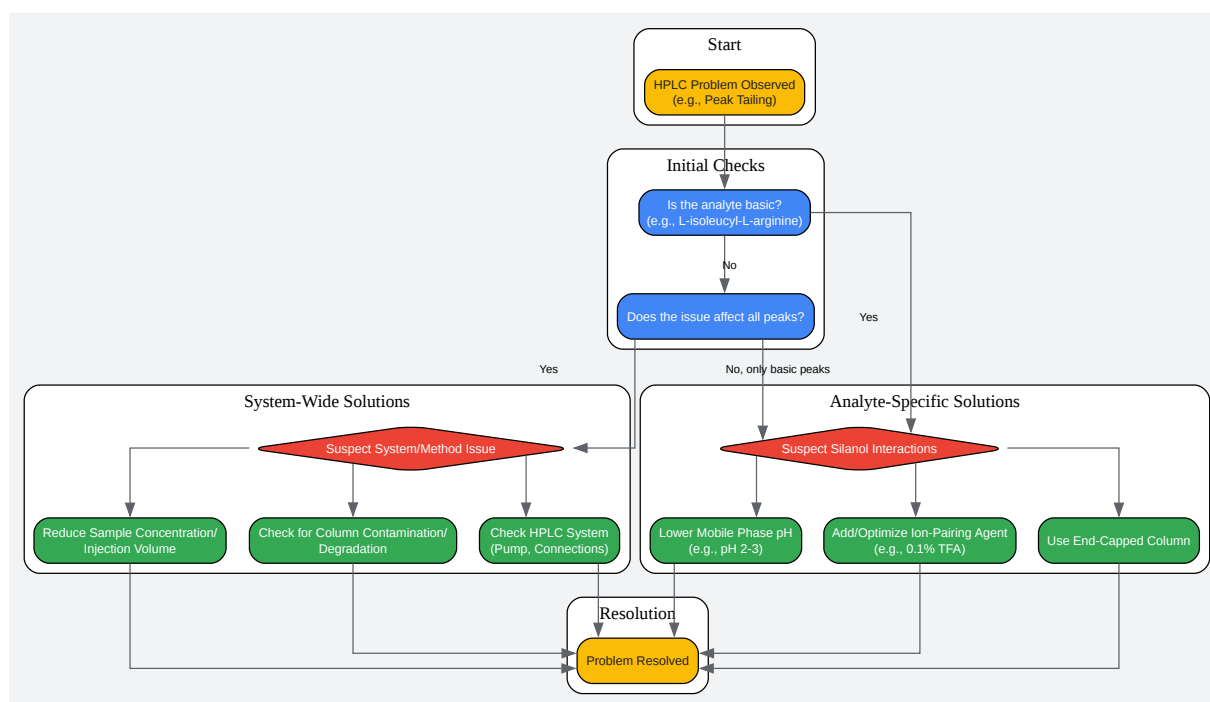 Start
HPLC Problem Observed
(e.g., Peak Tailing)
Initial Checks
Is the analyte basic?
(e.g., L-isoleucyl-L-arginine)
No
Does the issue affect all peaks?
Yes
Yes
No, only basic peaks
System-Wide Solutions
Suspect System/Method Issue
Reduce Sample Concentration/
Injection Volume
Check for Column Contamination/
Degradation
Check HPLC System
(Pump, Connections)
Analyte-Specific Solutions
Suspect Silanol Interactions
Lower Mobile Phase pH
(e.g., pH 2-3)
Add/Optimize Ion-Pairing Agent
(e.g., 0.1% TFA)
Use End-Capped Column
Resolution
Problem Resolved